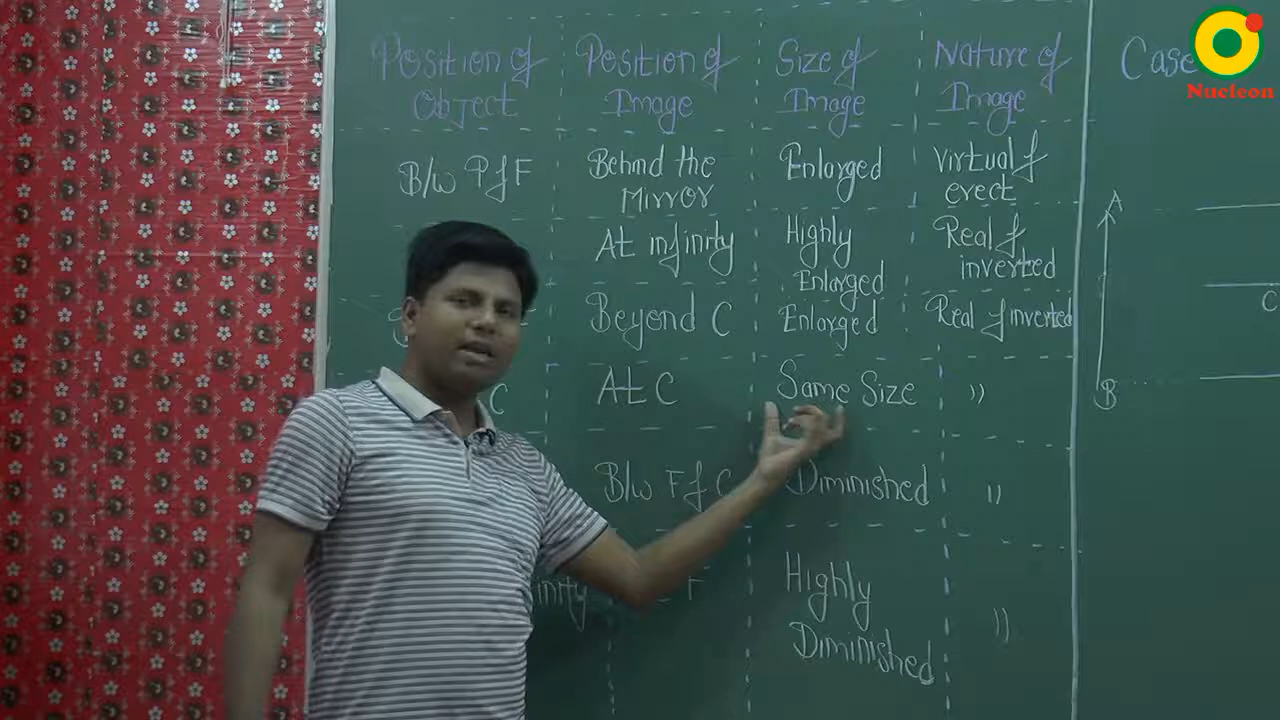 Position of Object
Position of Image
Size of Image
Nature of Image
Case
Nucleon
B/w P & F
Behind the Mirror
Enlarged
Virtual & erect
At infinity
Highly Enlarged
Real & inverted
Beyond C
Enlarged
Real & inverted
C
At C
Same Size
〃
B/w F & C
Diminished
〃
inity
F
Highly Diminished
〃
A
B
C